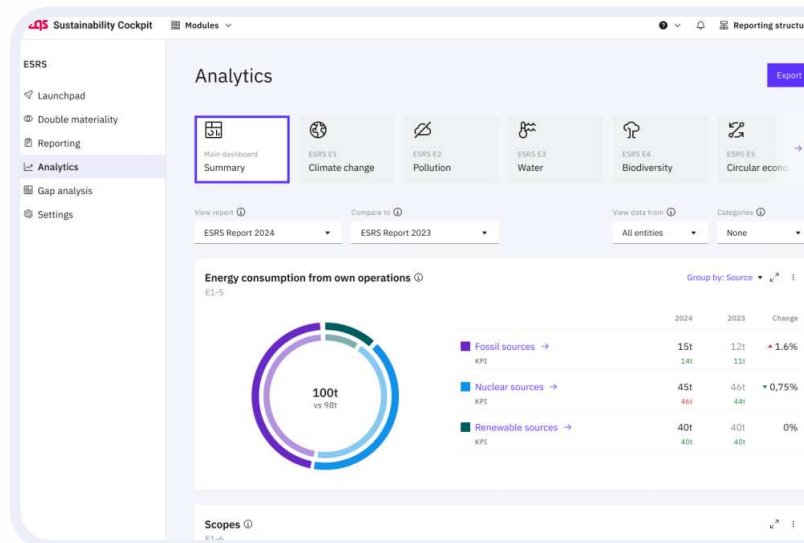 EQS Sustainability Cockpit
Modules
Reporting structu
ESRS
Launchpad
Double materiality
Reporting
Analytics
Gap analysis
Settings
Analytics
Export
Main dashboard
Summary
ESRS E1
Climate change
ESRS E2
Pollution
ESRS E3
Water
ESRS E4
Biodiversity
ESRS E5
Circular econo
View report
ESRS Report 2024
Compare to
ESRS Report 2023
View data from
All entities
Categories
None
Energy consumption from own operations
E1-5
Group by: Source
2024 2023 Change
100t
vs 98t
Fossil sources → 15t 12t 1.6%
KPI 14t 11t
Nuclear sources → 45t 46t 0,75%
KPI 46t 44t
Renewable sources → 40t 40t 0%
KPI 40t 40t
Scopes
E1-6